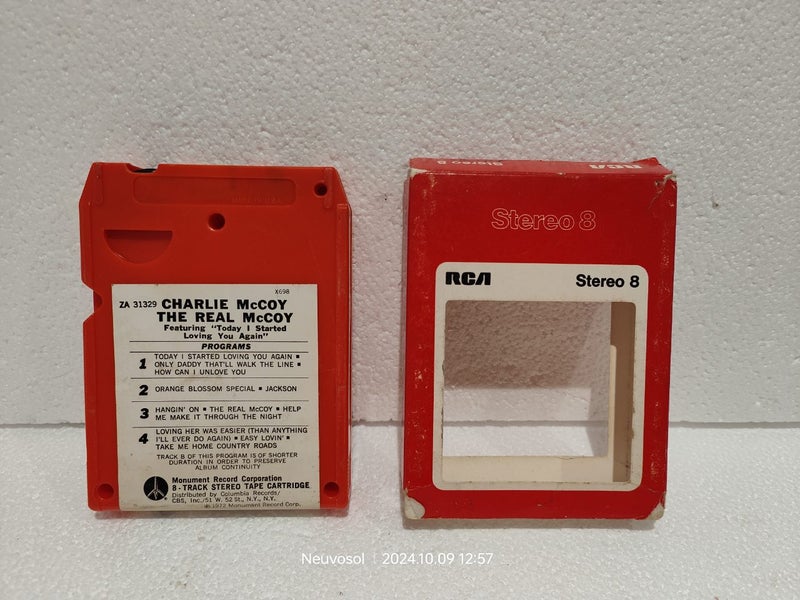 X698
ZA 31329 CHARLIE McCOY
THE REAL McCOY
Featuring "Today I Started
Loving You Again"
PROGRAMS
1 TODAY I STARTED LOVING YOU AGAIN ■
ONLY DADDY THAT'LL WALK THE LINE ■
HOW CAN I UNLOVE YOU
2 ORANGE BLOSSOM SPECIAL ■ JACKSON
3 HANGIN' ON ■ THE REAL McCOY ■ HELP
ME MAKE IT THROUGH THE NIGHT
4 LOVING HER WAS EASIER (THAN ANYTHING
I'LL EVER DO AGAIN) ■ EASY LOVIN' ■
TAKE ME HOME COUNTRY ROADS
TRACK B OF THIS PROGRAM IS OF SHORTER
DURATION IN ORDER TO PRESERVE
ALBUM CONTINUITY
Monument Record Corporation
8-TRACK STEREO TAPE CARTRIDGE
Distributed by Columbia Records/
CBS, Inc./51 W. 52 St., N.Y., N.Y.
℗ 1972 Monument Record Corp.
Stereo 8 RCA
Stereo 8
RCA Stereo 8
Neuvosol | 2024.10.09 12:57